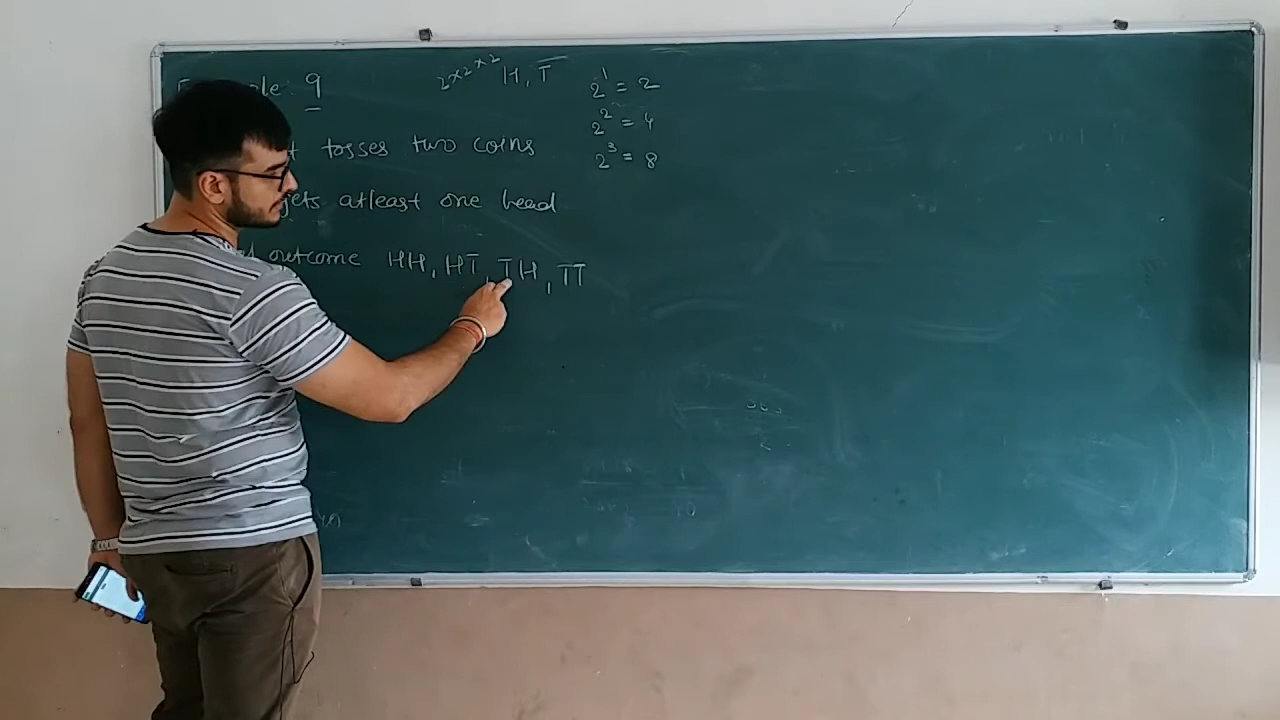 9
2×2×2 H, T
2¹ = 2
2² = 4
2³ = 8
tosses two coins
gets atleast one head
outcome HH, HT, TH, TT